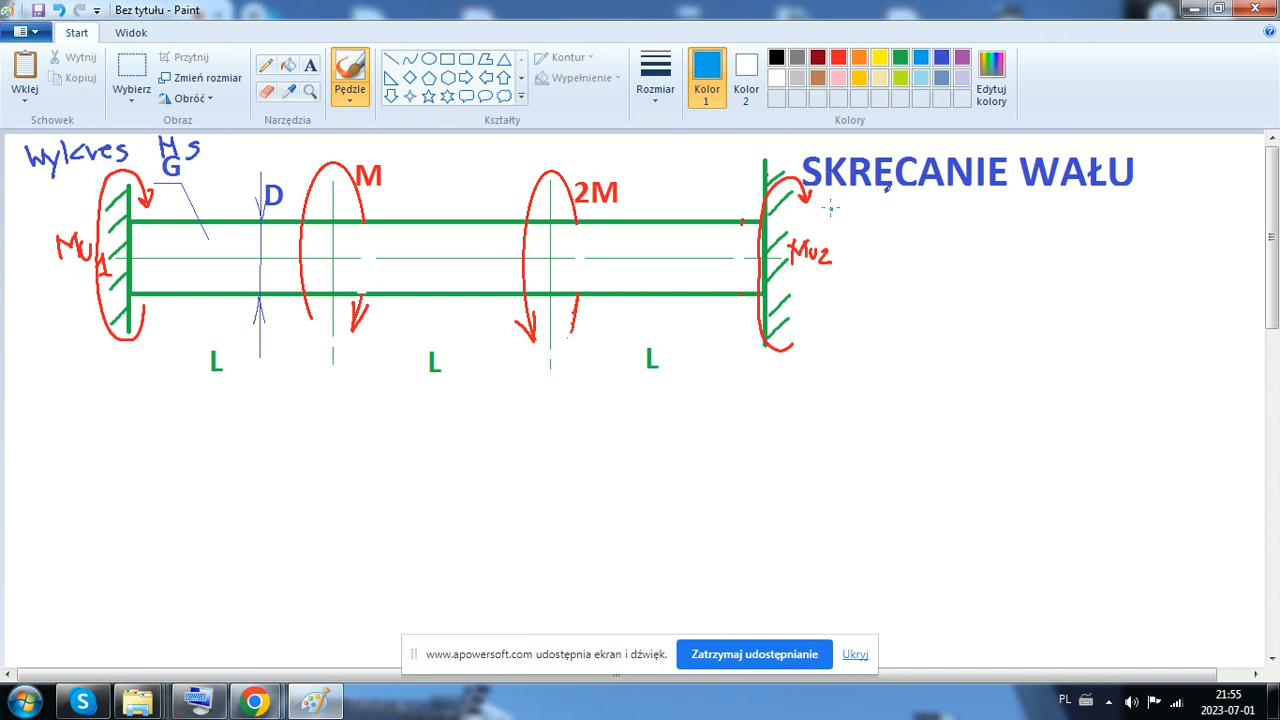 Bez tytułu - Paint
Start Widok
Wklej
Wytnij
Kopiuj
Schowek
Wybierz
Przytnij
Zmień rozmiar
Obróć
Obraz
A
Narzędzia
Pędzle
Kształty
Kontur
Wypełnienie
Rozmiar
Kolor 1
Kolor 2
Kolory
Edytuj kolory
Wykres Ms
G
D
M
2M
SKRĘCANIE WAŁU
Mu1
Mu2
L L L
www.apowersoft.com udostępnia ekran i dźwięk. Zatrzymaj udostępnianie Ukryj
PL
21:55
2023-07-01